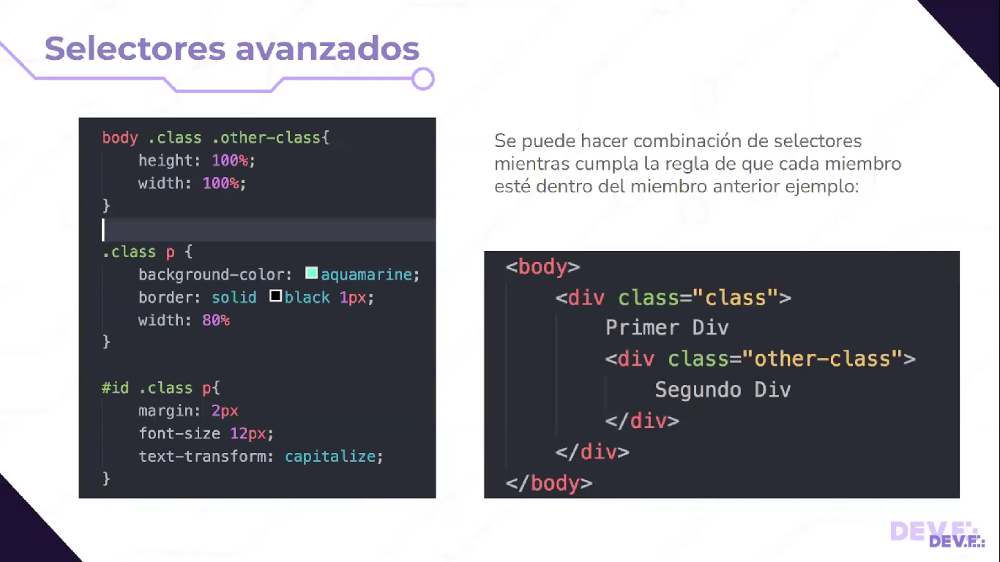 Selectores avanzados
body .class .other-class{
height: 100%;
width: 100%;
}
.class p {
background-color: aquamarine;
border: solid black 1px;
width: 80%
}
#id .class p{
margin: 2px
font-size 12px;
text-transform: capitalize;
}
Se puede hacer combinación de selectores
mientras cumpla la regla de que cada miembro
esté dentro del miembro anterior ejemplo:
<body>
<div class="class">
Primer Div
<div class="other-class">
Segundo Div
</div>
</div>
</body>
DEV.F.:
DEV.F.: